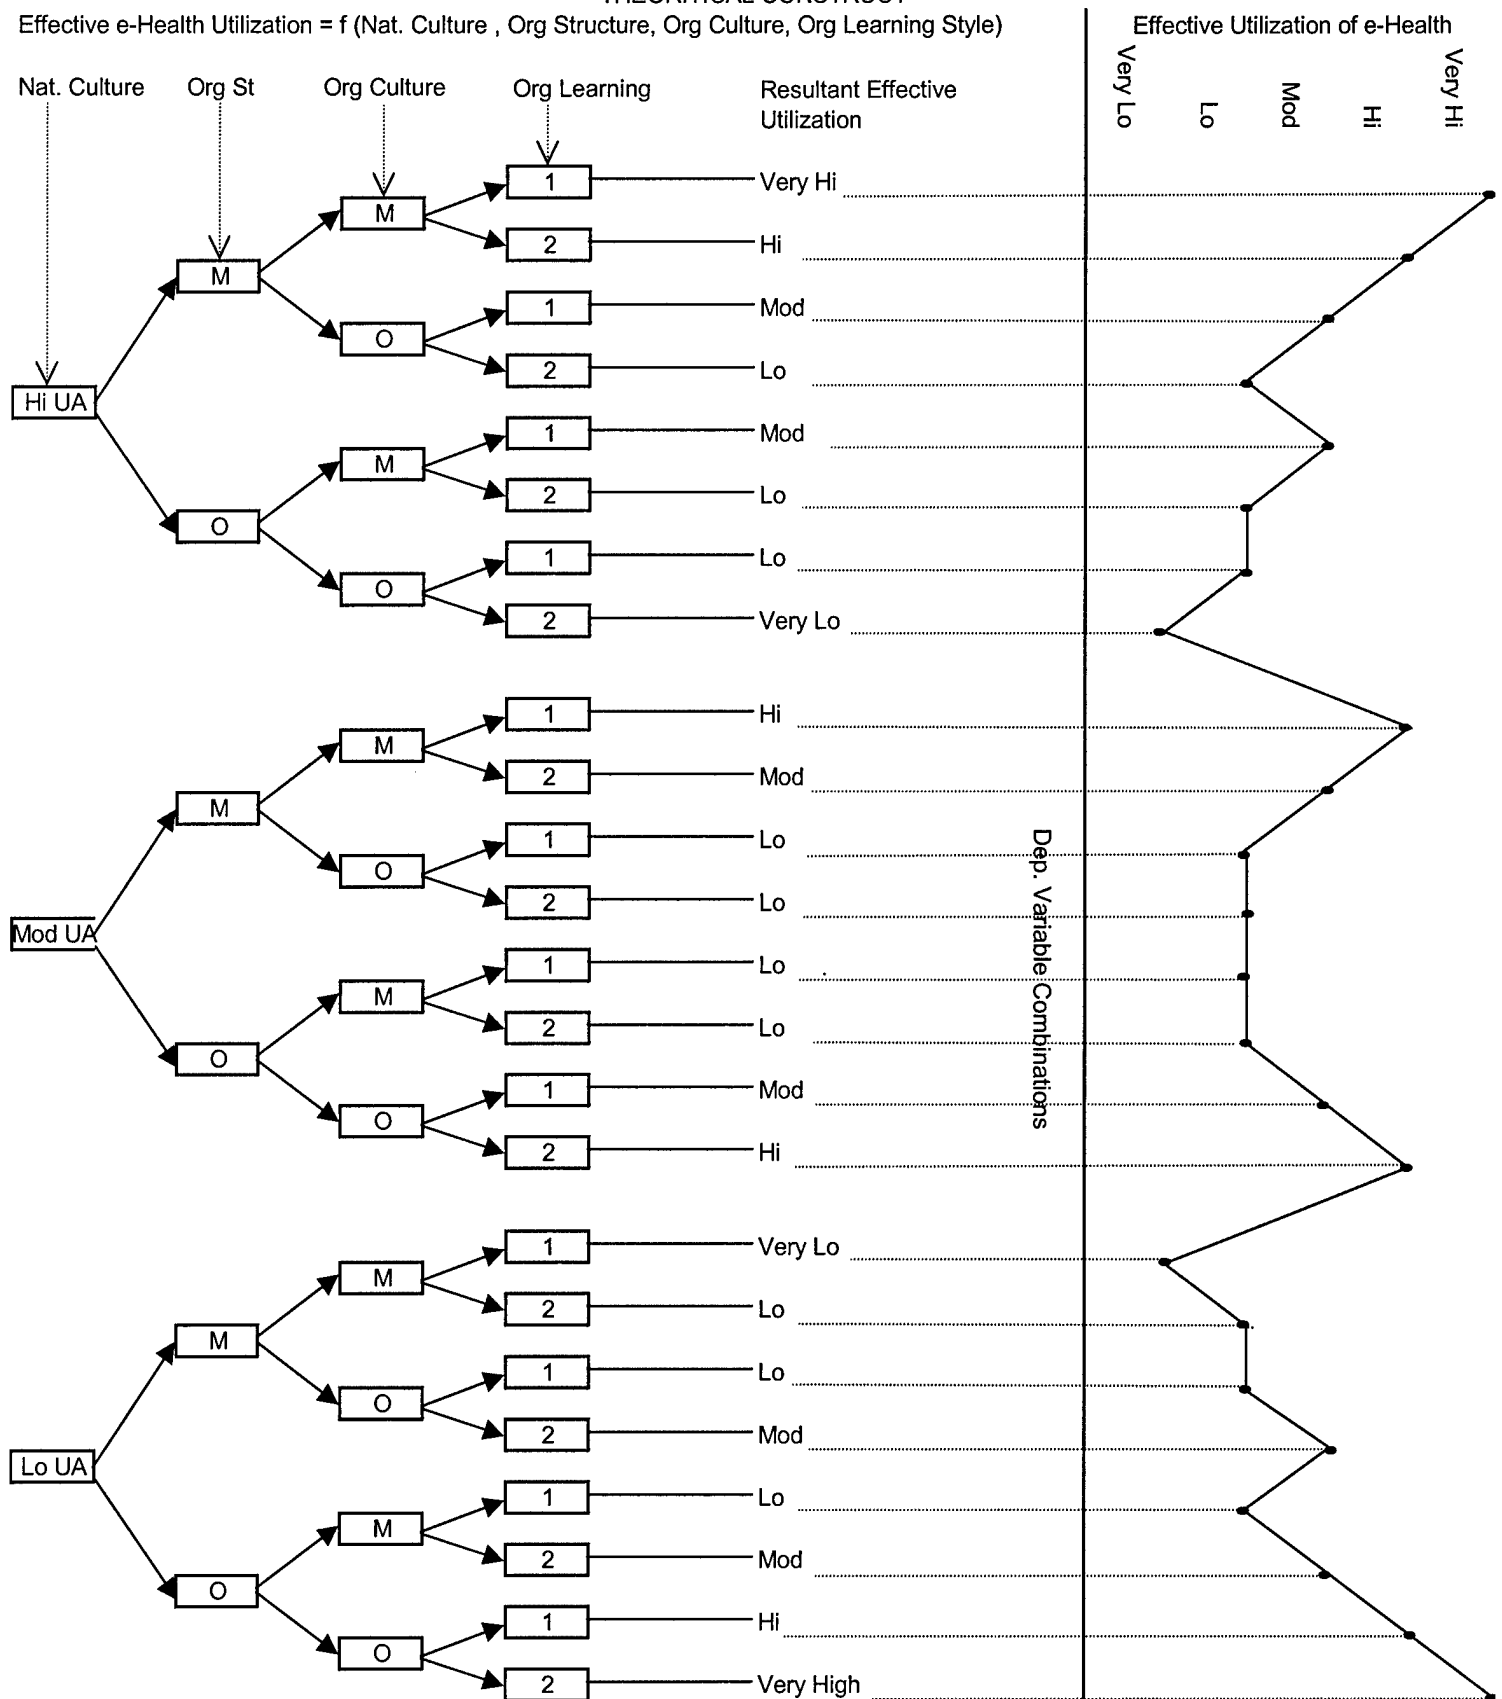 THEORITICAL CONSTRUCT
Effective e-Health Utilization = f (Nat. Culture , Org Structure, Org Culture, Org Learning Style)
Effective Utilization of e-Health
Nat. Culture
Org St
Org Culture
Org Learning
Resultant Effective
Utilization
Very Lo
Lo
Mod
Hi
Very Hi
Hi UA
M
M
1
Very Hi
2
Hi
O
1
Mod
2
Lo
O
M
1
Mod
2
Lo
O
1
Lo
2
Very Lo
Mod UA
M
M
1
Hi
2
Mod
O
1
Lo
2
Lo
O
M
1
Lo
2
Lo
O
1
Mod
2
Hi
Dep. Variable Combinations
Lo UA
M
M
1
Very Lo
2
Lo
O
1
Lo
2
Mod
O
M
1
Lo
2
Mod
O
1
Hi
2
Very High